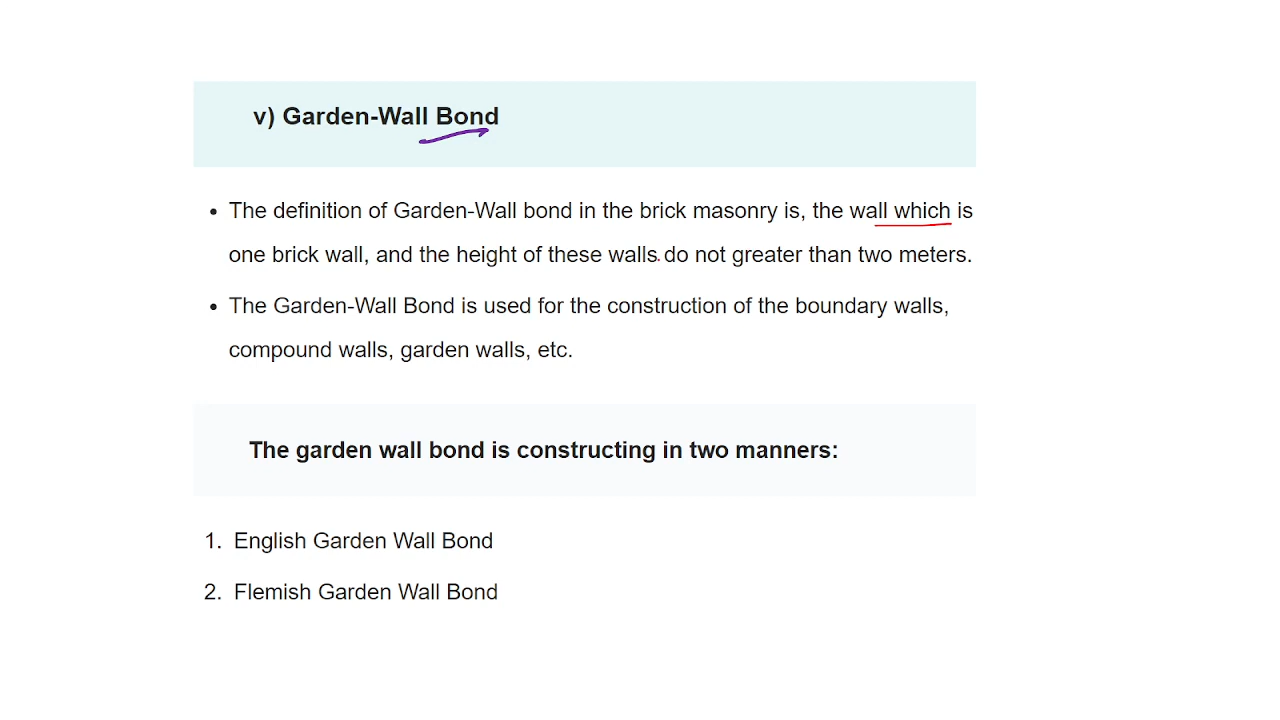 v) Garden-Wall Bond
The definition of Garden-Wall bond in the brick masonry is, the wall which is
one brick wall, and the height of these walls do not greater than two meters.
The Garden-Wall Bond is used for the construction of the boundary walls,
compound walls, garden walls, etc.
The garden wall bond is constructing in two manners:
1. English Garden Wall Bond
2. Flemish Garden Wall Bond